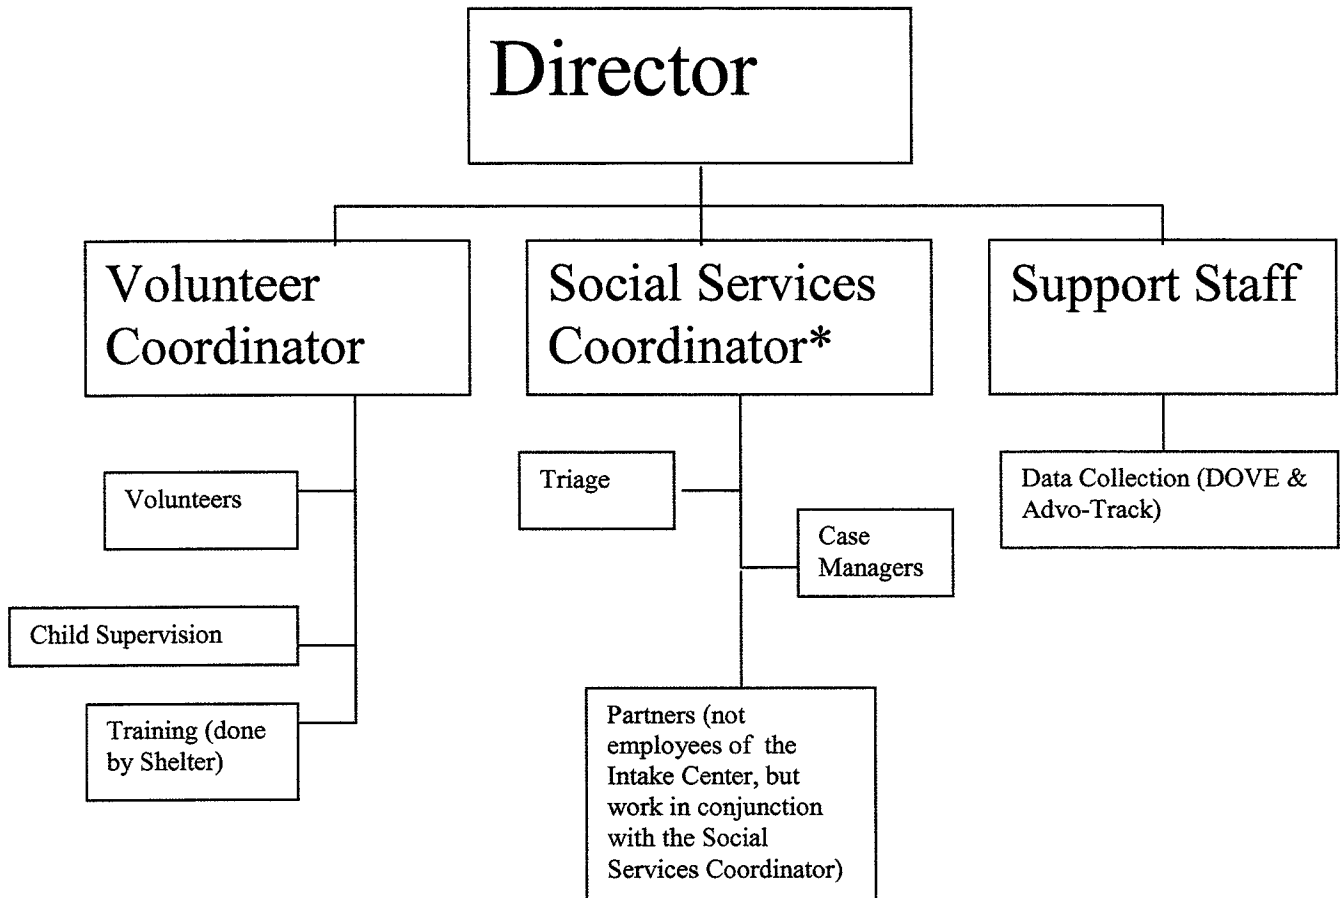 Director
Volunteer
Coordinator
Social Services
Coordinator*
Support Staff
Volunteers
Child Supervision
Training (done
by Shelter)
Triage
Case
Managers
Partners (not
employees of the
Intake Center, but
work in conjunction
with the Social
Services Coordinator)
Data Collection (DOVE &
Advo-Track)